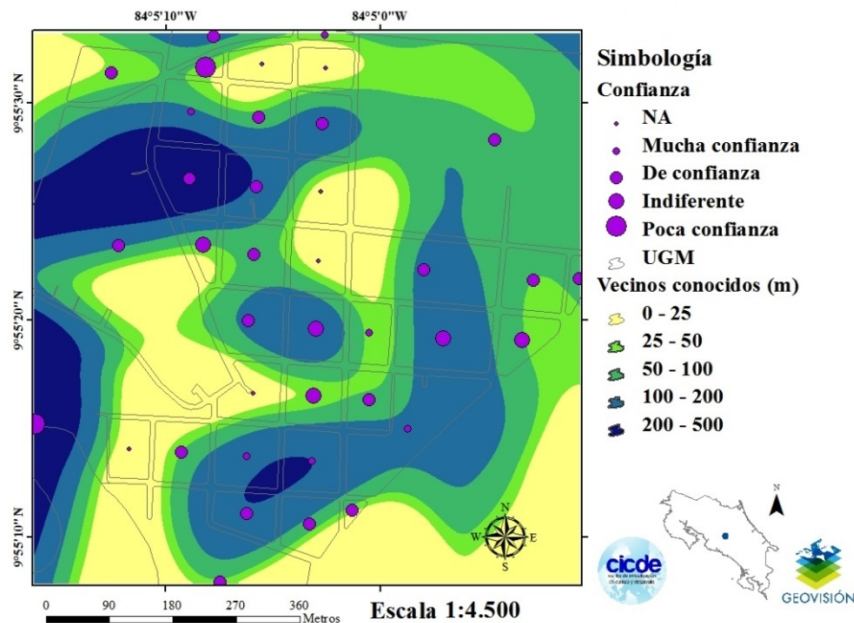 84°5'10"W
84°5'0"W
9°55'30"N
9°55'20"N
9°55'10"N
Simbología
Confianza
NA
Mucha confianza
De confianza
Indiferente
Poca confianza
UGM
Vecinos conocidos (m)
0 - 25
25 - 50
50 - 100
100 - 200
200 - 500
N
W
E
S
N
cicde
GEOVISIÓN
0
90
180
270
360
Metros
Escala 1:4.500